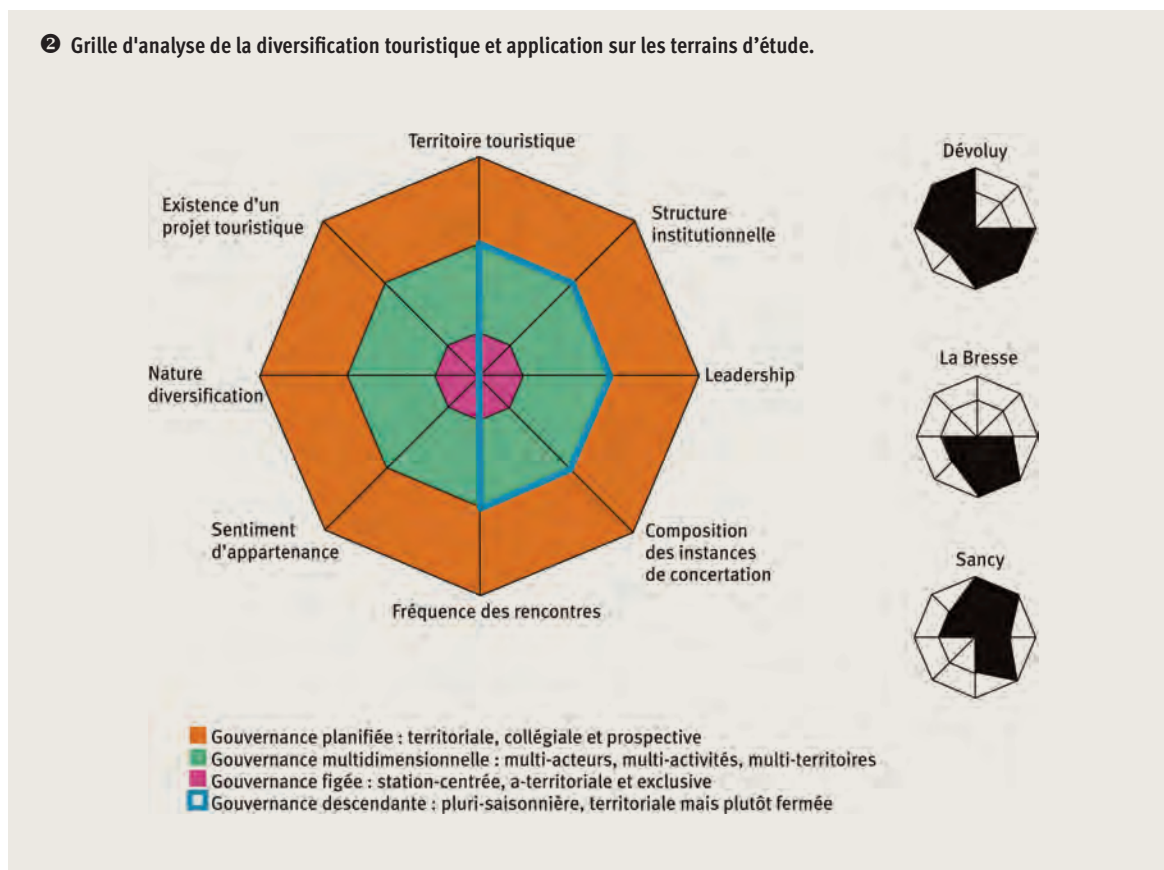 ❷ Grille d'analyse de la diversification touristique et application sur les terrains d'étude.
Territoire touristique
Existence d'un
projet touristique
Structure
institutionnelle
Nature
diversification
Leadership
Sentiment
d'appartenance
Composition
des instances
de concertation
Fréquence des rencontres
Dévoluy
La Bresse
Sancy
Gouvernance planifiée : territoriale, collégiale et prospective
Gouvernance multidimensionnelle : multi-acteurs, multi-activités, multi-territoires
Gouvernance figée : station-centrée, a-territoriale et exclusive
Gouvernance descendante : pluri-saisonnière, territoriale mais plutôt fermée